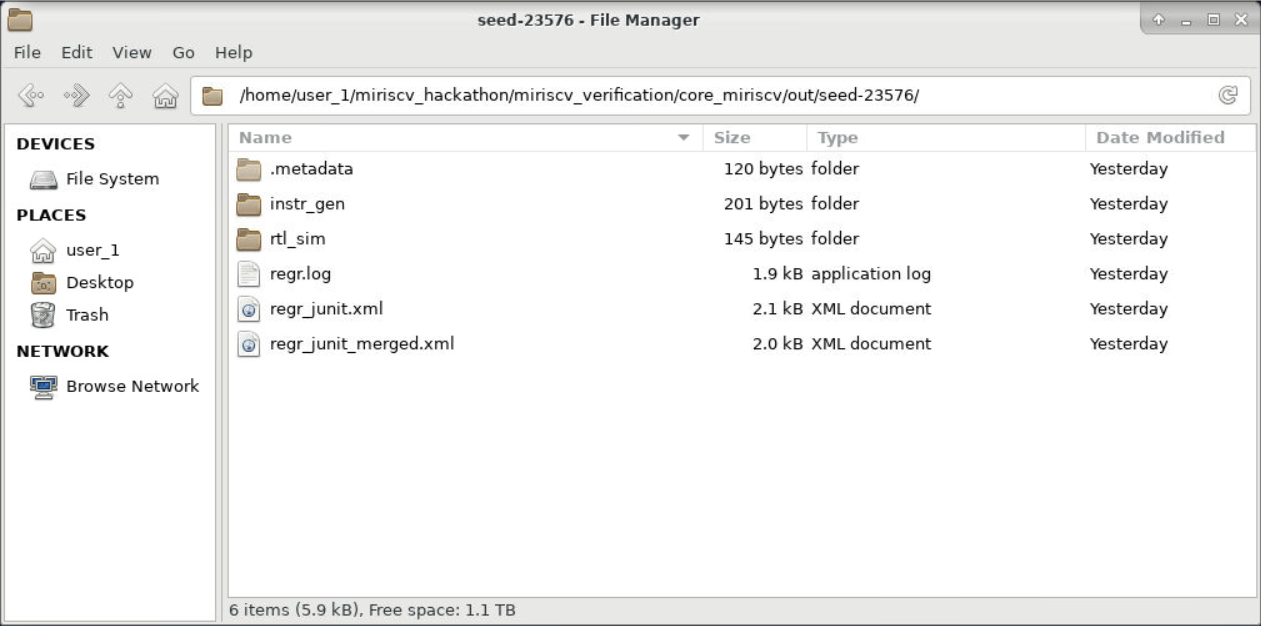 seed-23576 - File Manager
File Edit View Go Help
/home/user_1/miriscv_hackathon/miriscv_verification/core_miriscv/out/seed-23576/
DEVICES
File System
PLACES
user_1
Desktop
Trash
NETWORK
Browse Network
Name Size Type Date Modified
.metadata 120 bytes folder Yesterday
instr_gen 201 bytes folder Yesterday
rtl_sim 145 bytes folder Yesterday
regr.log 1.9 kB application log Yesterday
regr_junit.xml 2.1 kB XML document Yesterday
regr_junit_merged.xml 2.0 kB XML document Yesterday
6 items (5.9 kB), Free space: 1.1 TB